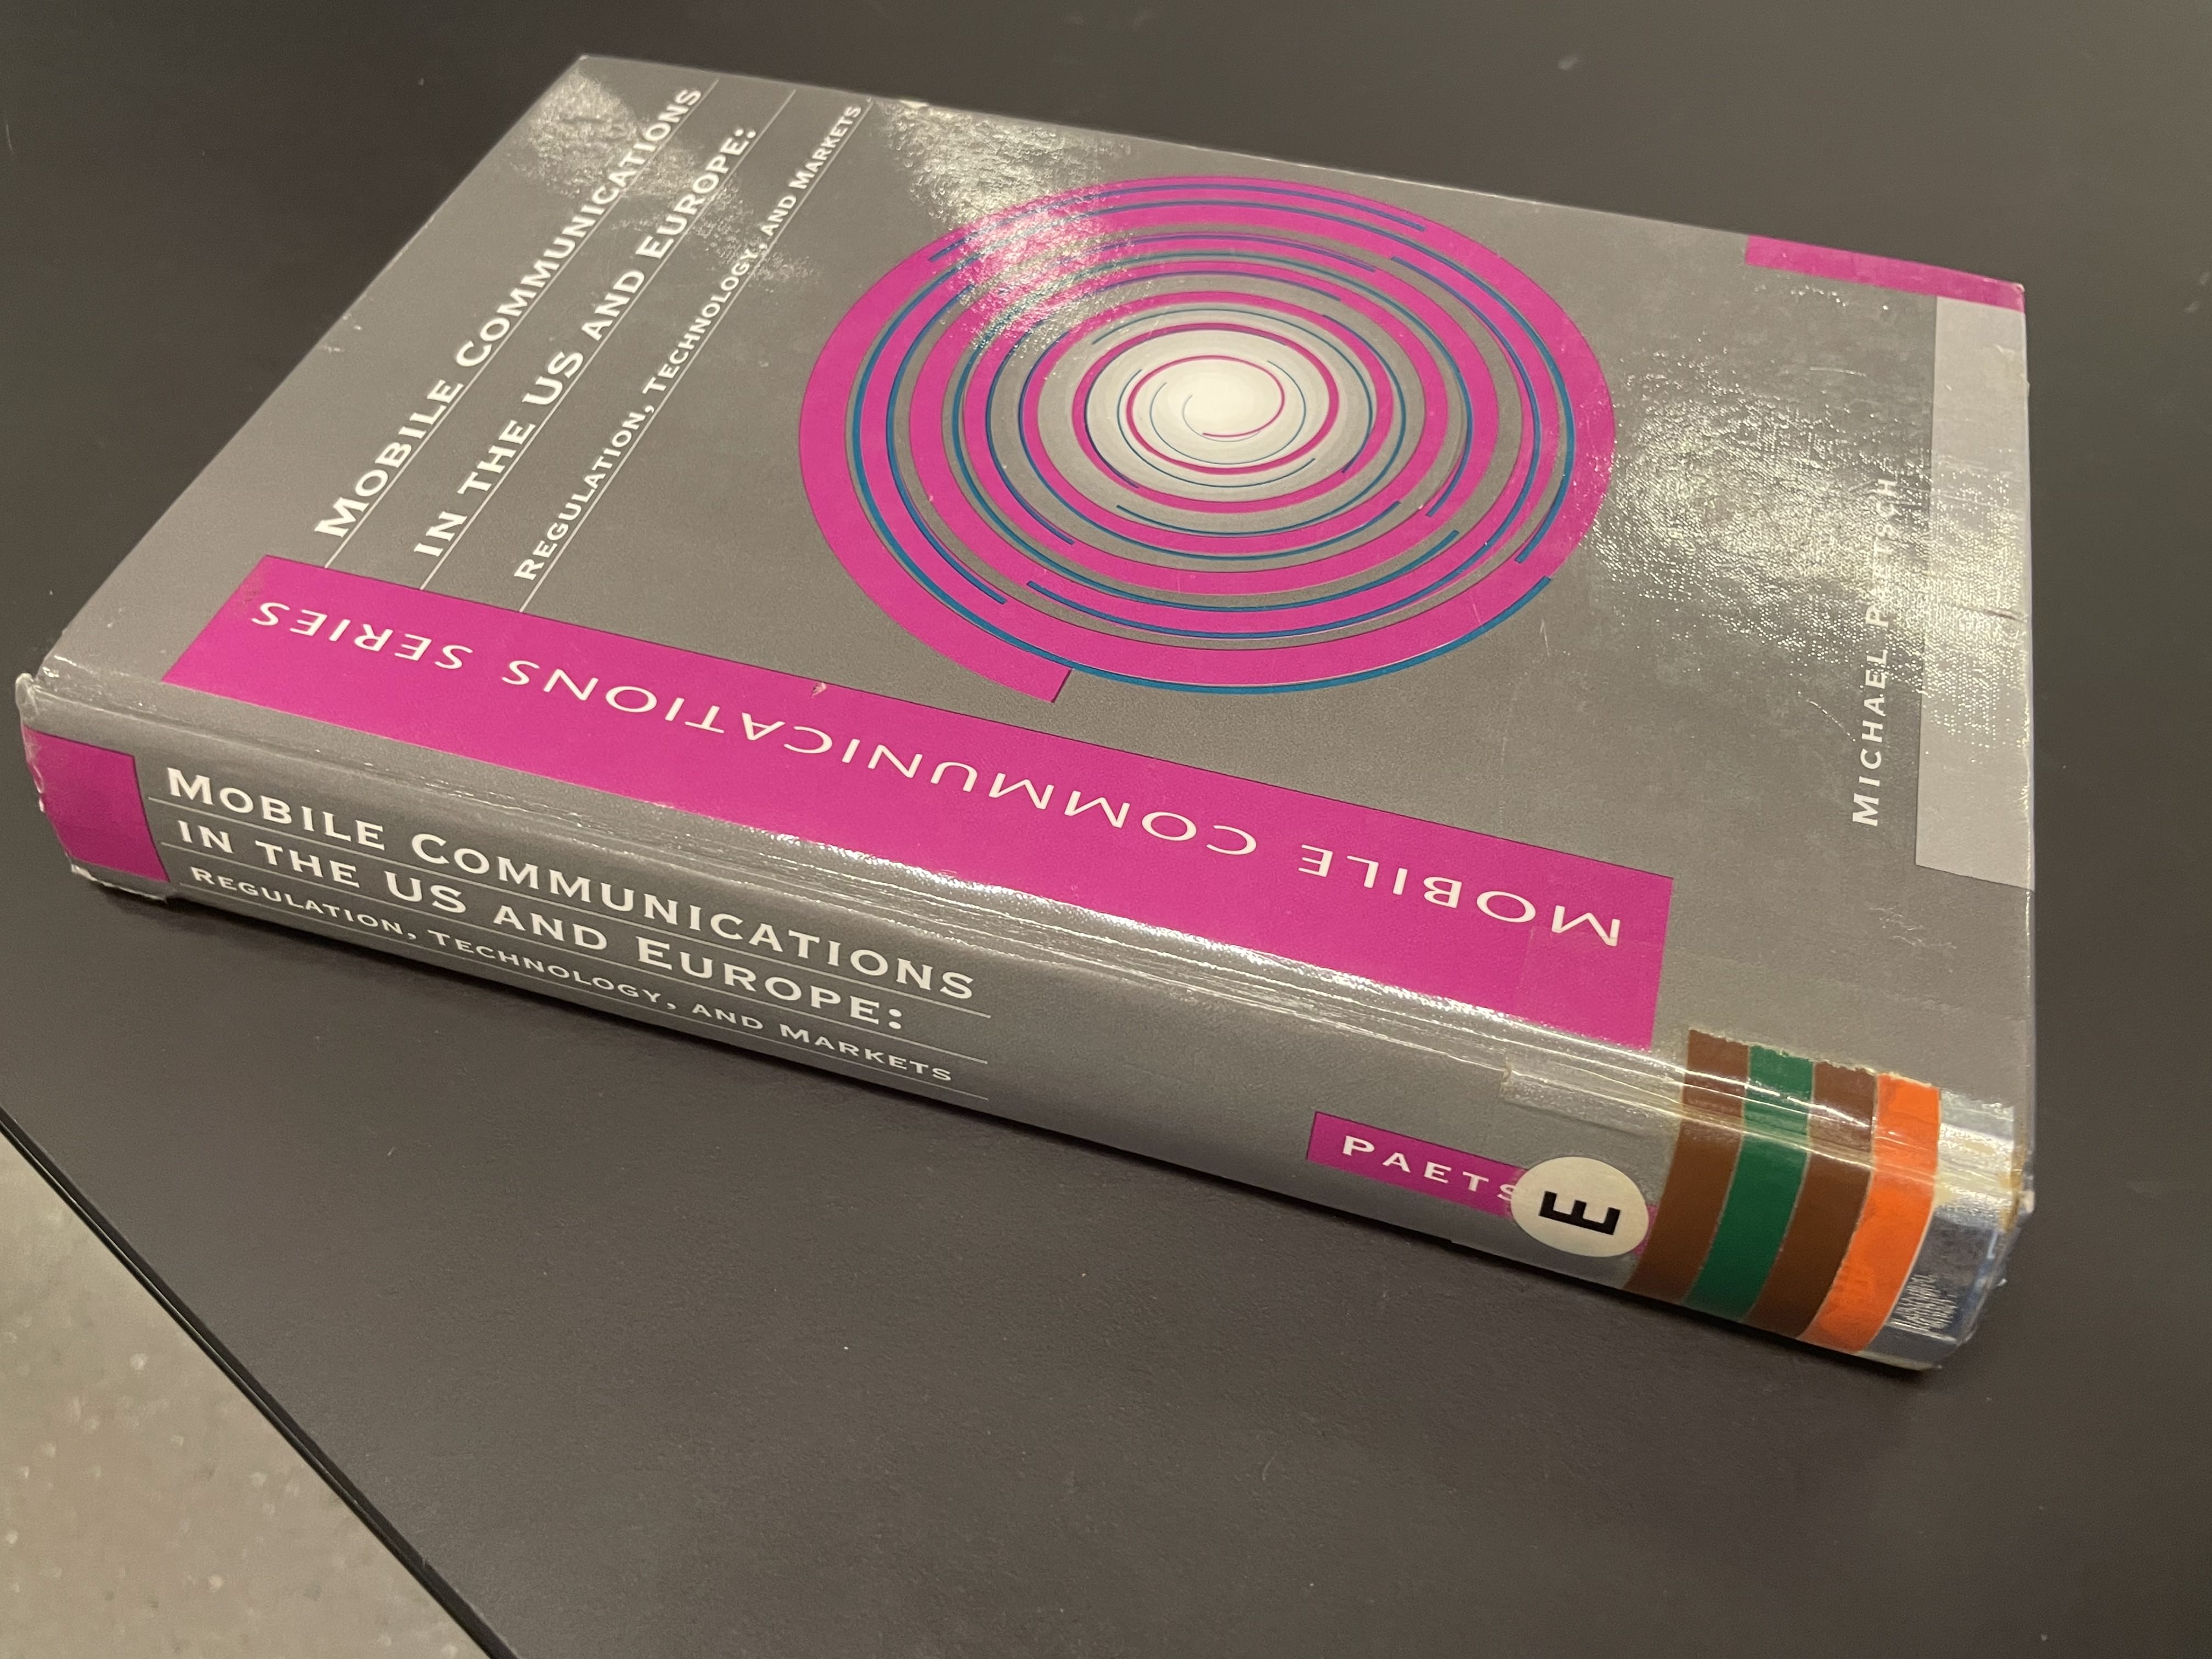 MOBILE COMMUNICATIONS
IN THE US AND EUROPE:
REGULATION, TECHNOLOGY, AND MARKETS
MOBILE COMMUNICATIONS SERIES
MICHAEL PAETSCH
MOBILE COMMUNICATIONS
IN THE US AND EUROPE:
REGULATION, TECHNOLOGY, AND MARKETS
PAETS
E